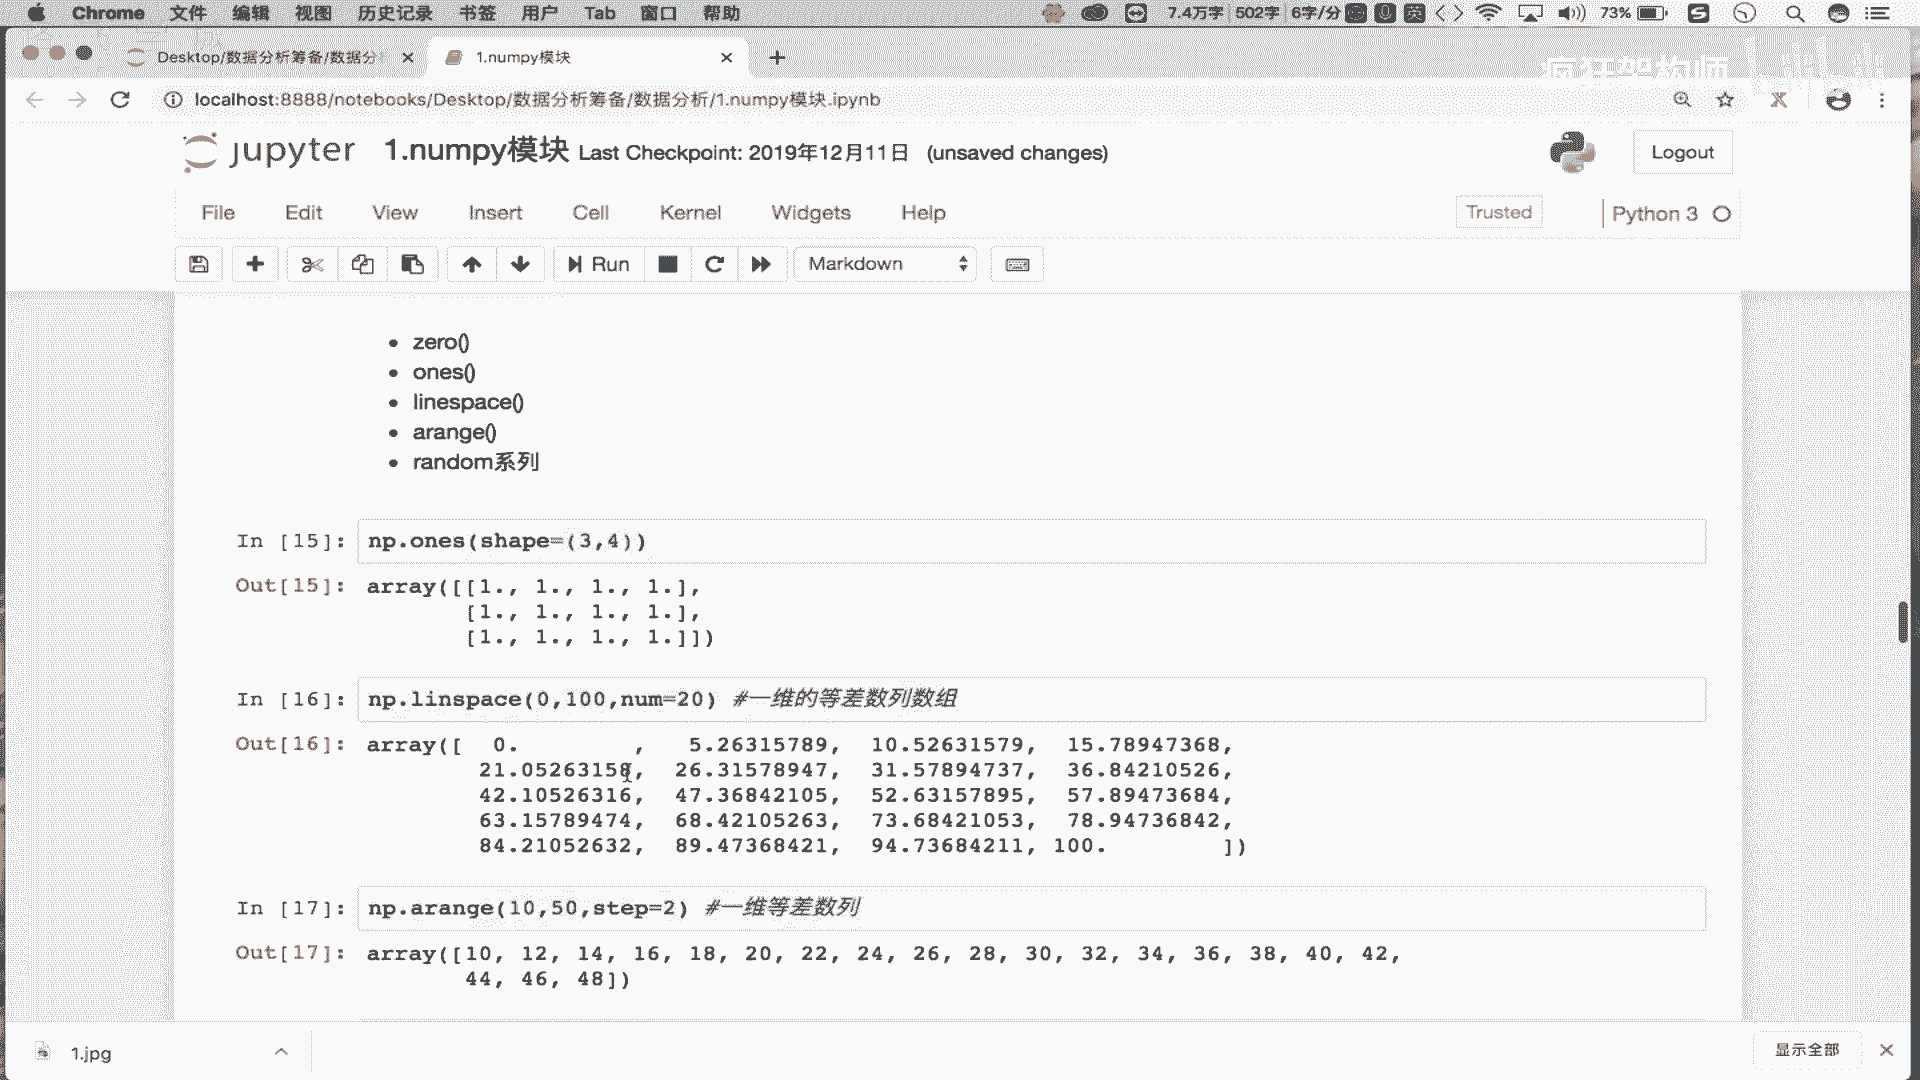 Chrome 文件 编辑 视图 历史记录 书签 用户 Tab 窗口 帮助 7.4万字 502字 6字/分 英 73%
Desktop/数据分析筹备/数据分 1.numpy模块
疯狂架构师
localhost:8888/notebooks/Desktop/数据分析筹备/数据分析/1.numpy模块.ipynb
jupyter 1.numpy模块 Last Checkpoint: 2019年12月11日 (unsaved changes) Logout
File Edit View Insert Cell Kernel Widgets Help Trusted Python 3
Run Markdown
zero()
ones()
linespace()
arange()
random系列
In [15]: np.ones(shape=(3,4))
Out[15]: array([[1., 1., 1., 1.],
[1., 1., 1., 1.],
[1., 1., 1., 1.]])
In [16]: np.linspace(0,100,num=20) #一维的等差数列数组
Out[16]: array([ 0. , 5.26315789, 10.52631579, 15.78947368,
21.05263158, 26.31578947, 31.57894737, 36.84210526,
42.10526316, 47.36842105, 52.63157895, 57.89473684,
63.15789474, 68.42105263, 73.68421053, 78.94736842,
84.21052632, 89.47368421, 94.73684211, 100. ])
In [17]: np.arange(10,50,step=2) #一维等差数列
Out[17]: array([10, 12, 14, 16, 18, 20, 22, 24, 26, 28, 30, 32, 34, 36, 38, 40, 42,
44, 46, 48])
1.jpg 显示全部